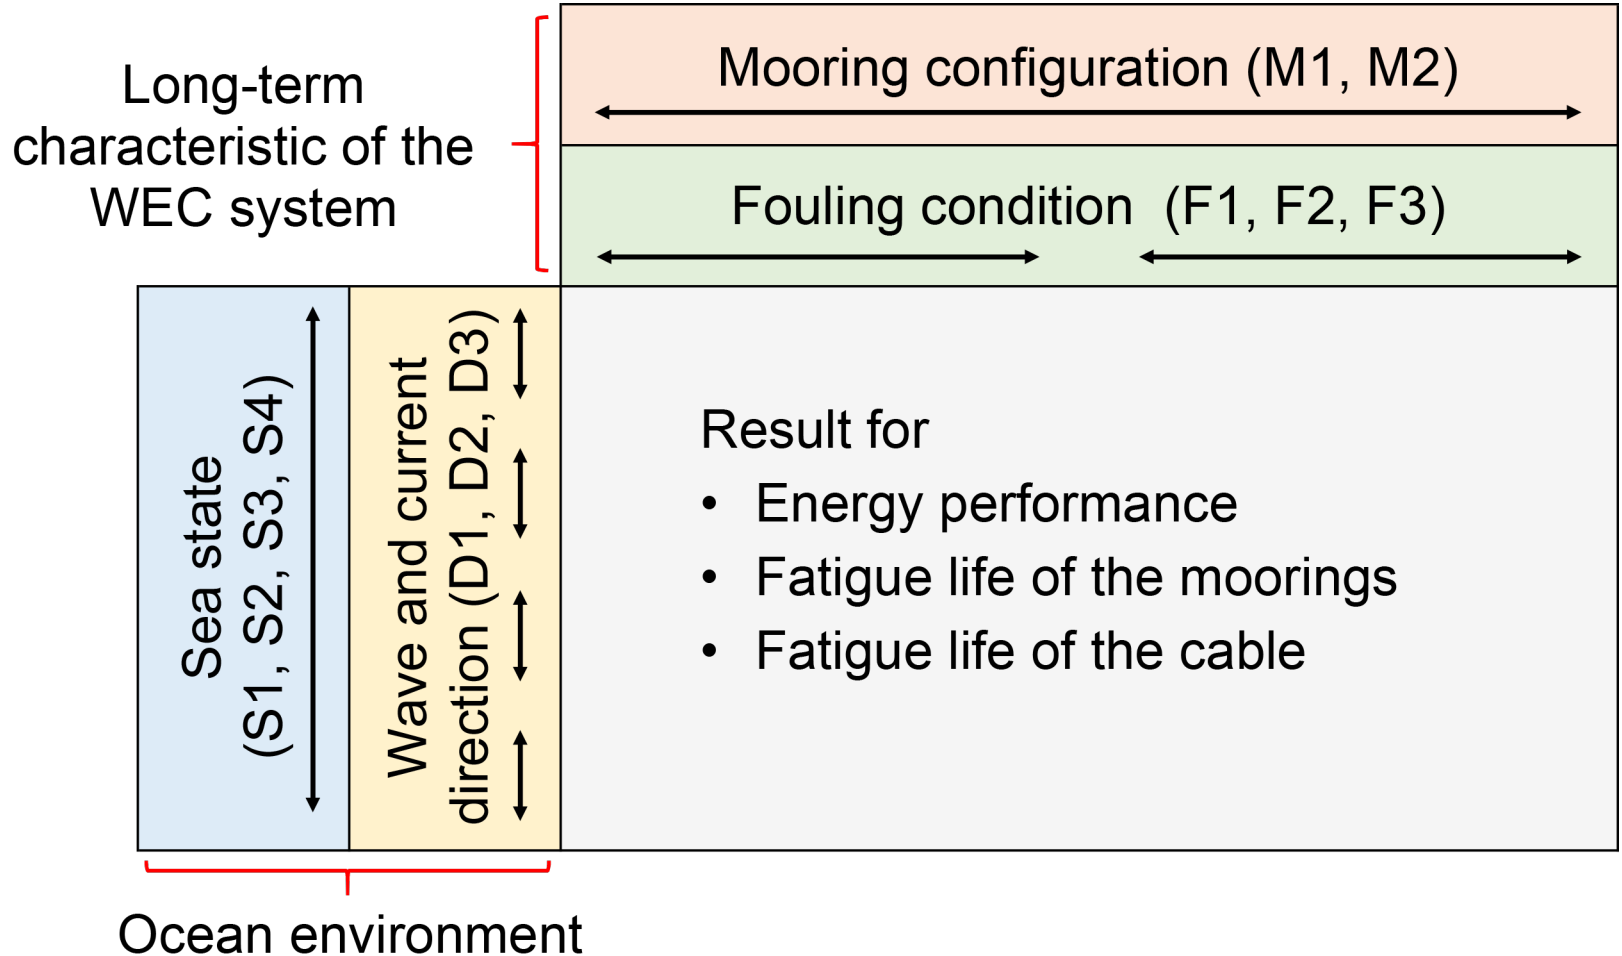 Long-term
characteristic of the
WEC system
Mooring configuration (M1, M2)
Fouling condition (F1, F2, F3)
Sea state
(S1, S2, S3, S4)
Wave and current
direction (D1, D2, D3)
Result for
• Energy performance
• Fatigue life of the moorings
• Fatigue life of the cable
Ocean environment